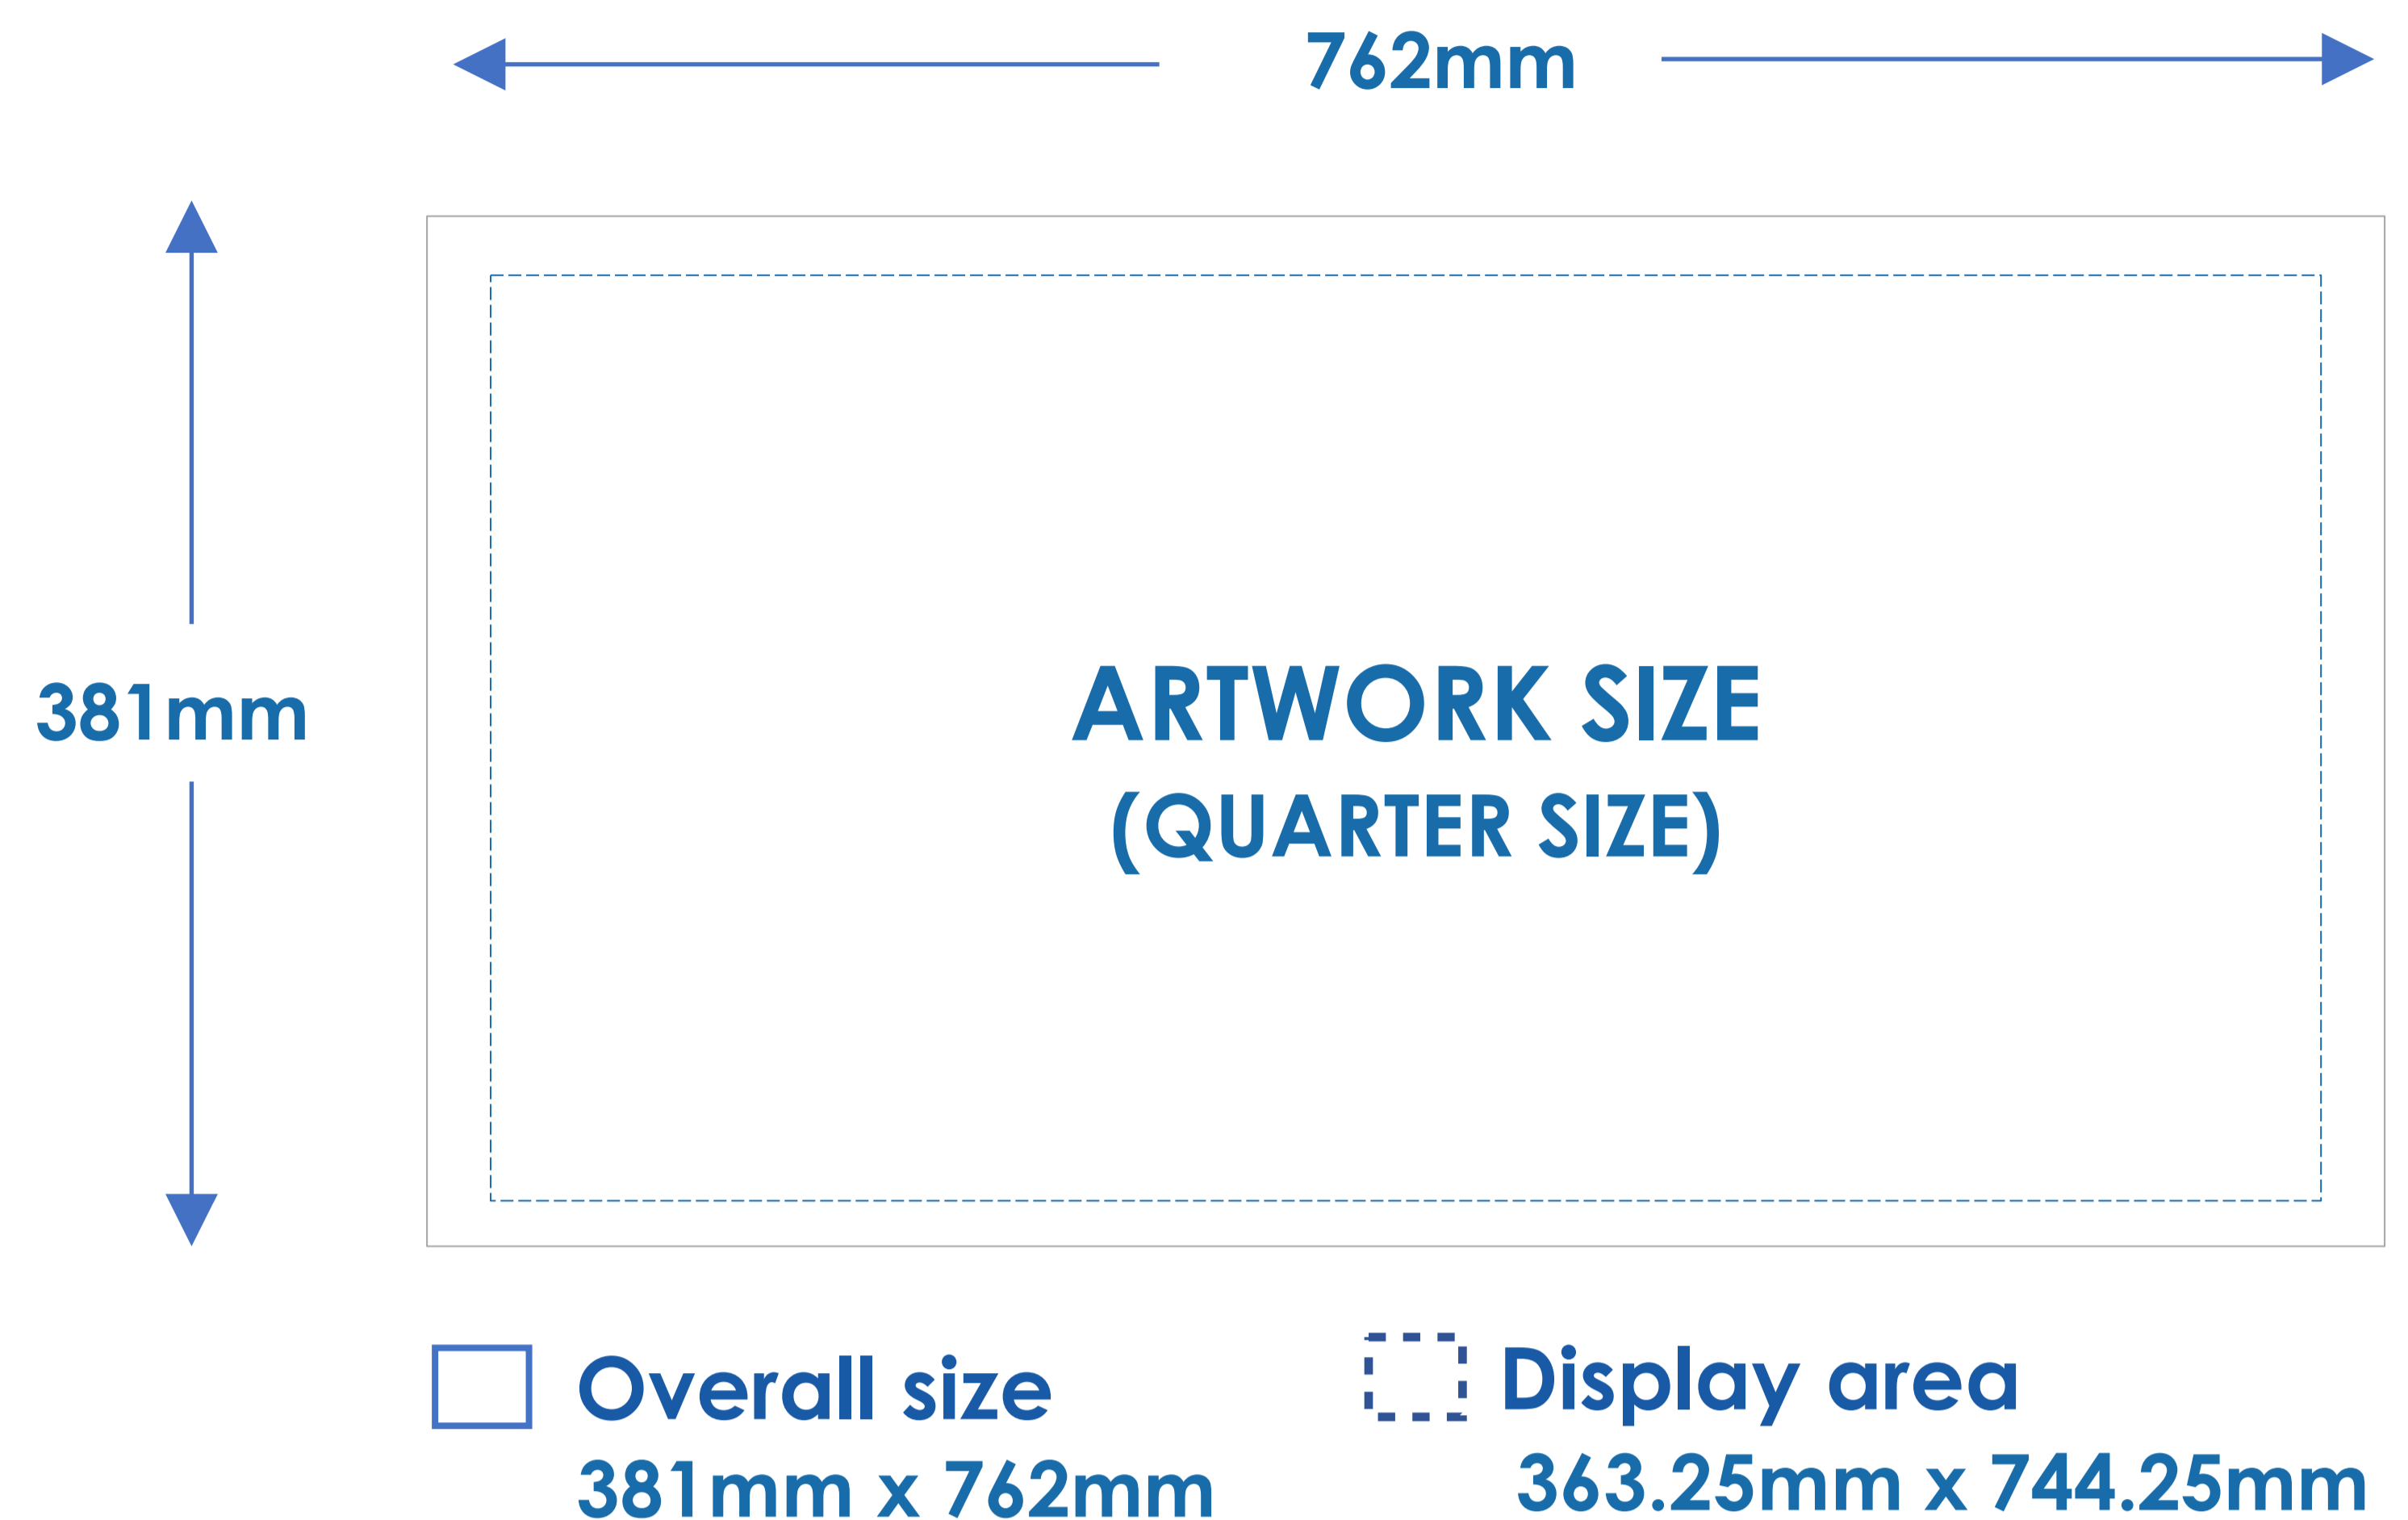 762mm
381mm
ARTWORK SIZE
(QUARTER SIZE)
Overall size
381mm x 762mm
Display area
363.25mm x 744.25mm